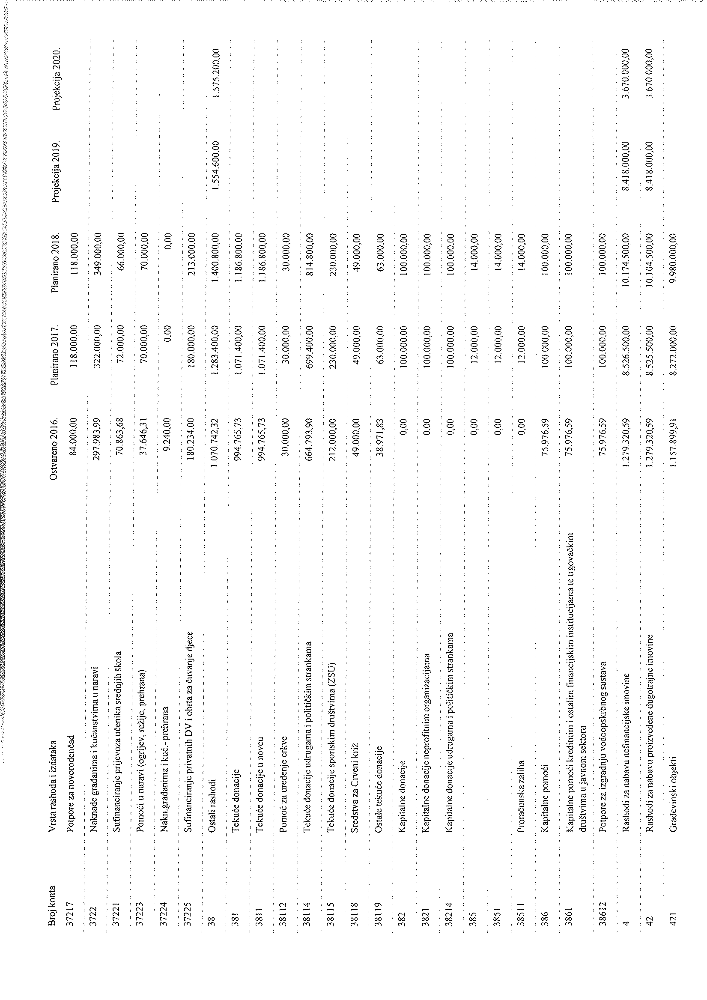 Broj konta Vrsta rashoda i izdataka Ostvareno 2016. Planirano 2017. Planirano 2018. Projekcija 2019. Projekcija 2020.
37217 Potpore za novorođenčad 84.000,00 118.000,00 118.000,00
3722 Naknade građanima i kućanstvima u naravi 297.983,99 322.000,00 349.000,00
37221 Sufinanciranje prijevoza učenika srednjih škola 70.863,68 72.000,00 66.000,00
37223 Pomoći u naravi (ogrijev, režije, prehrana) 37.646,31 70.000,00 70.000,00
37224 Nakn.građanima i kuć.- prehrana 9.240,00 0,00 0,00
37225 Sufinanciranje privatnih DV i obrta za čuvanje djece 180.234,00 180.000,00 213.000,00
38 Ostali rashodi 1.070.742,32 1.283.400,00 1.400.800,00 1.554.600,00 1.575.200,00
381 Tekuće donacije 994.765,73 1.071.400,00 1.186.800,00
3811 Tekuće donacije u novcu 994.765,73 1.071.400,00 1.186.800,00
38112 Pomoć za uređenje crkve 30.000,00 30.000,00 30.000,00
38114 Tekuće donacije udrugama i političkim strankama 664.793,90 699.400,00 814.800,00
38115 Tekuće donacije sportskim društvima (ZSU) 212.000,00 230.000,00 230.000,00
38118 Sredstva za Crveni križ 49.000,00 49.000,00 49.000,00
38119 Ostale tekuće donacije 38.971,83 63.000,00 63.000,00
382 Kapitalne donacije 0,00 100.000,00 100.000,00
3821 Kapitalne donacije neprofitnim organizacijama 0,00 100.000,00 100.000,00
38214 Kapitalne donacije udrugama i političkim strankama 0,00 100.000,00 100.000,00
385 0,00 12.000,00 14.000,00
3851 0,00 12.000,00 14.000,00
38511 Proračunska zaliha 0,00 12.000,00 14.000,00
386 Kapitalne pomoći 75.976,59 100.000,00 100.000,00
3861 Kapitalne pomoći kreditnim i ostalim financijskim institucijama te trgovačkim 75.976,59 100.000,00 100.000,00
društvima u javnom sektoru
38612 Potpore za izgradnju vodoopskrbnog sustava 75.976,59 100.000,00 100.000,00
4 Rashodi za nabavu nefinancijske imovine 1.279.320,59 8.526.500,00 10.174.500,00 8.418.000,00 3.670.000,00
42 Rashodi za nabavu proizvedene dugotrajne imovine 1.279.320,59 8.525.500,00 10.104.500,00 8.418.000,00 3.670.000,00
421 Građevinski objekti 1.157.899,91 8.272.000,00 9.980.000,00